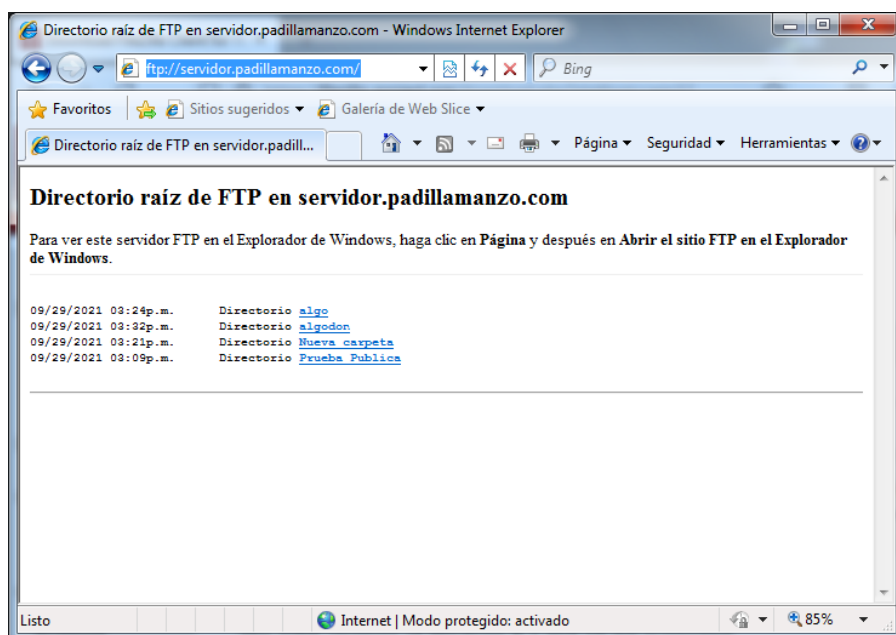 Directorio raíz de FTP en servidor.padillamanzo.com - Windows Internet Explorer
ftp://servidor.padillamanzo.com/
Bing
Favoritos Sitios sugeridos Galería de Web Slice
Directorio raíz de FTP en servidor.padill... Página Seguridad Herramientas
Directorio raíz de FTP en servidor.padillamanzo.com
Para ver este servidor FTP en el Explorador de Windows, haga clic en Página y después en Abrir el sitio FTP en el Explorador
de Windows.
09/29/2021 03:24p.m. Directorio algo
09/29/2021 03:32p.m. Directorio algodon
09/29/2021 03:21p.m. Directorio Nueva carpeta
09/29/2021 03:09p.m. Directorio Prueba Publica
Listo Internet | Modo protegido: activado 85%